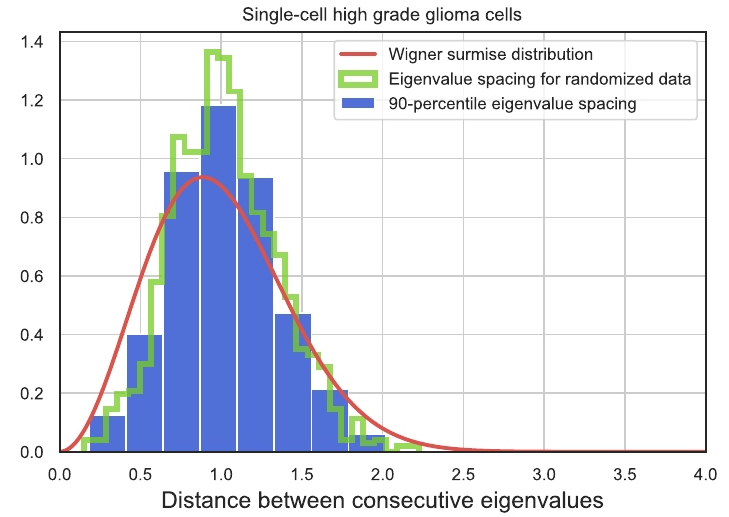 Single-cell high grade glioma cells
1.4
1.2
1.0
0.8
0.6
0.4
0.2
0.0
Wigner surmise distribution
Eigenvalue spacing for randomized data
90-percentile eigenvalue spacing
0.0 0.5 1.0 1.5 2.0 2.5 3.0 3.5 4.0
Distance between consecutive eigenvalues